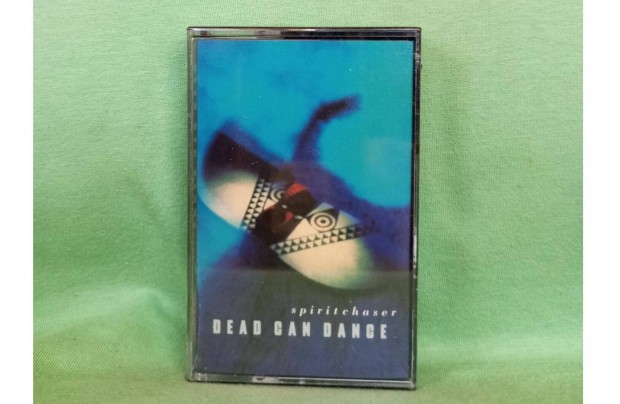 spiritchaser
DEAD CAN DANCE